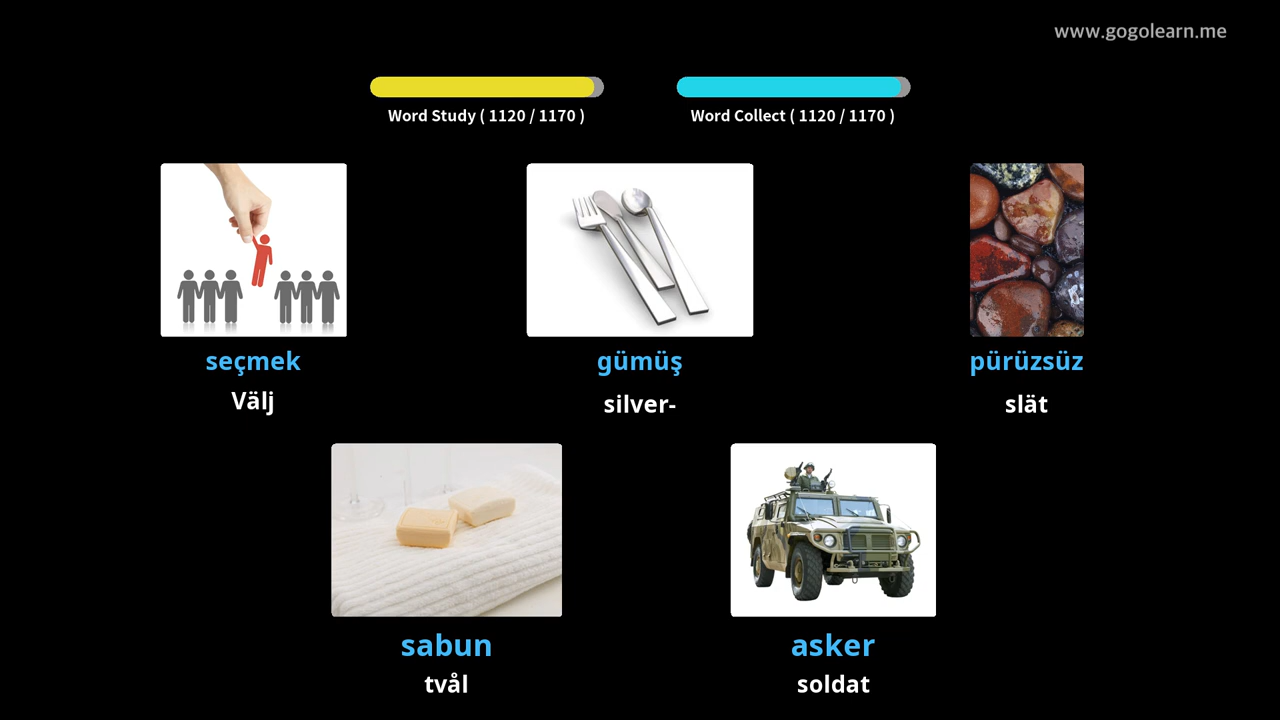 www.gogolearn.me
Word Study ( 1120 / 1170 )
Word Collect ( 1120 / 1170 )
seçmek
Välj
gümüş
silver-
pürüzsüz
slät
sabun
tvål
asker
soldat